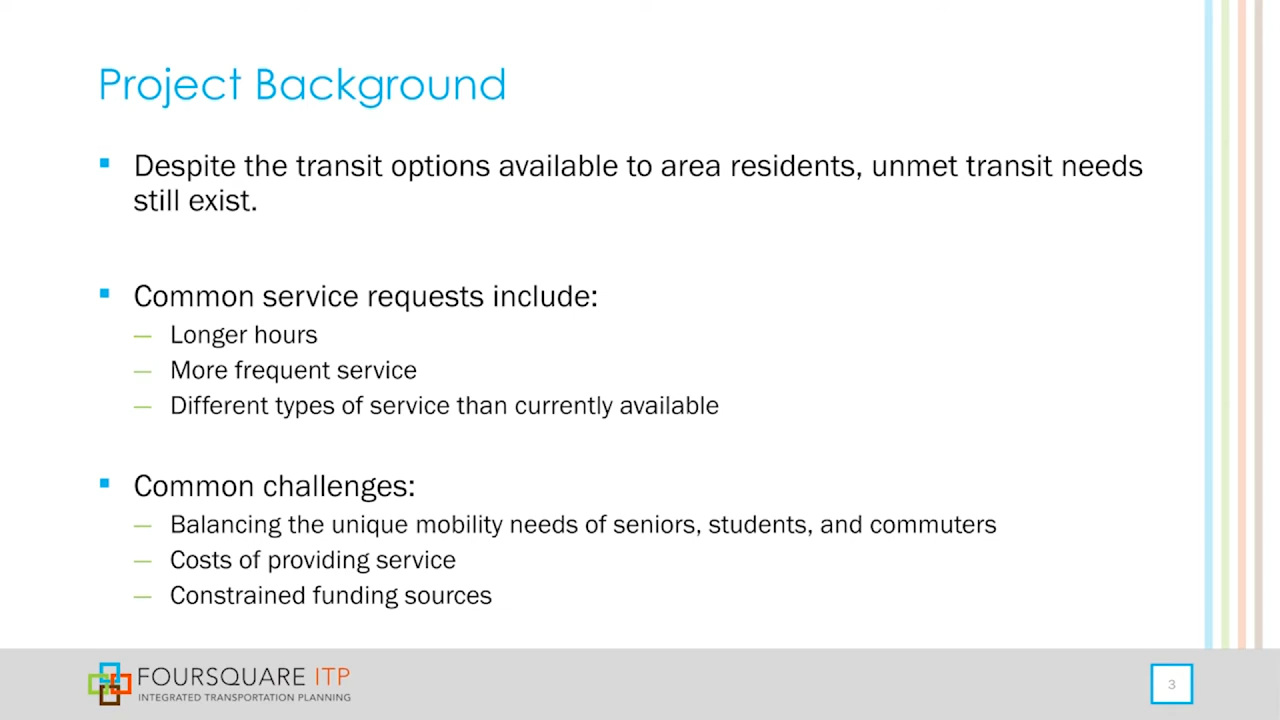 Project Background
▪ Despite the transit options available to area residents, unmet transit needs
still exist.
▪ Common service requests include:
— Longer hours
— More frequent service
— Different types of service than currently available
▪ Common challenges:
— Balancing the unique mobility needs of seniors, students, and commuters
— Costs of providing service
— Constrained funding sources
FOURSQUARE ITP
INTEGRATED TRANSPORTATION PLANNING
3